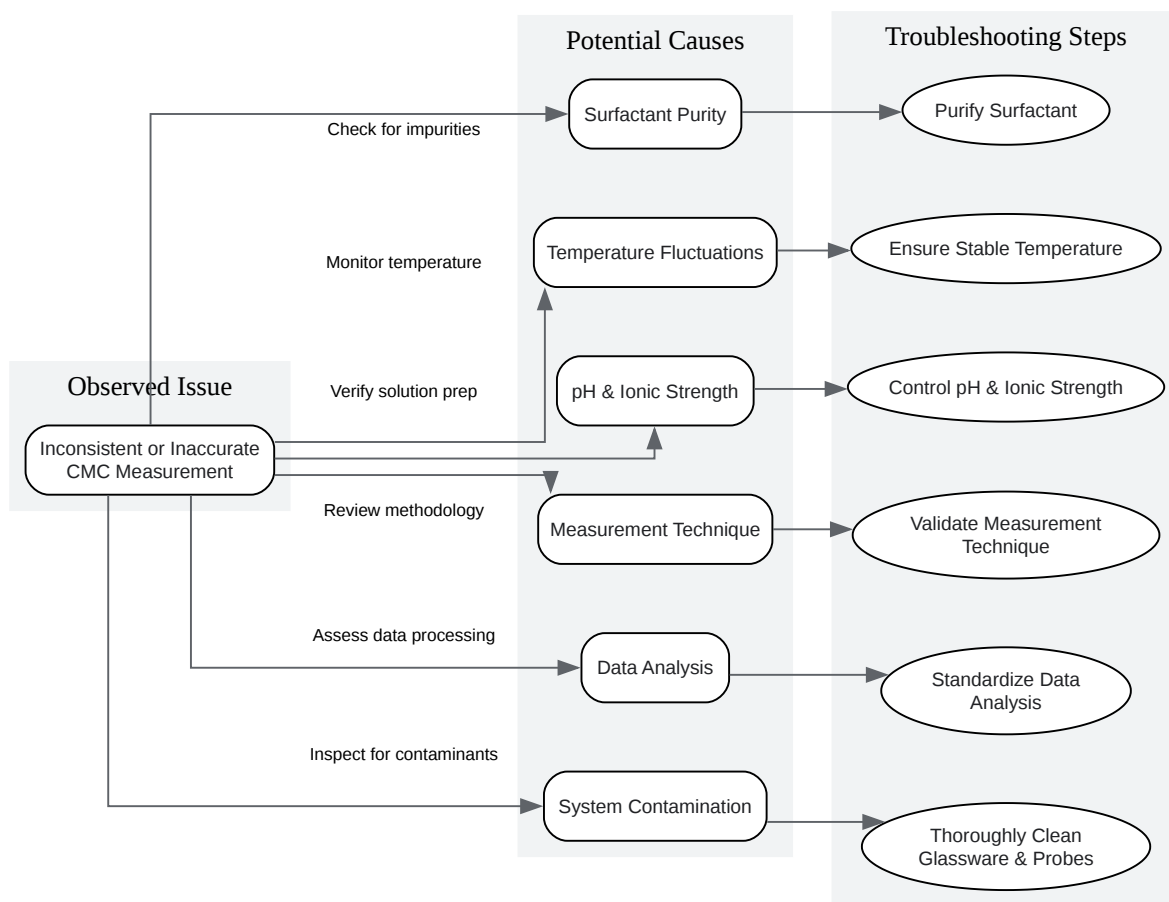 Potential Causes
Troubleshooting Steps
Surfactant Purity
Purify Surfactant
Check for impurities
Temperature Fluctuations
Ensure Stable Temperature
Monitor temperature
Observed Issue
Verify solution prep
pH & Ionic Strength
Control pH & Ionic Strength
Inconsistent or Inaccurate
CMC Measurement
Review methodology
Measurement Technique
Validate Measurement
Technique
Assess data processing
Data Analysis
Standardize Data
Analysis
Inspect for contaminants
System Contamination
Thoroughly Clean
Glassware & Probes